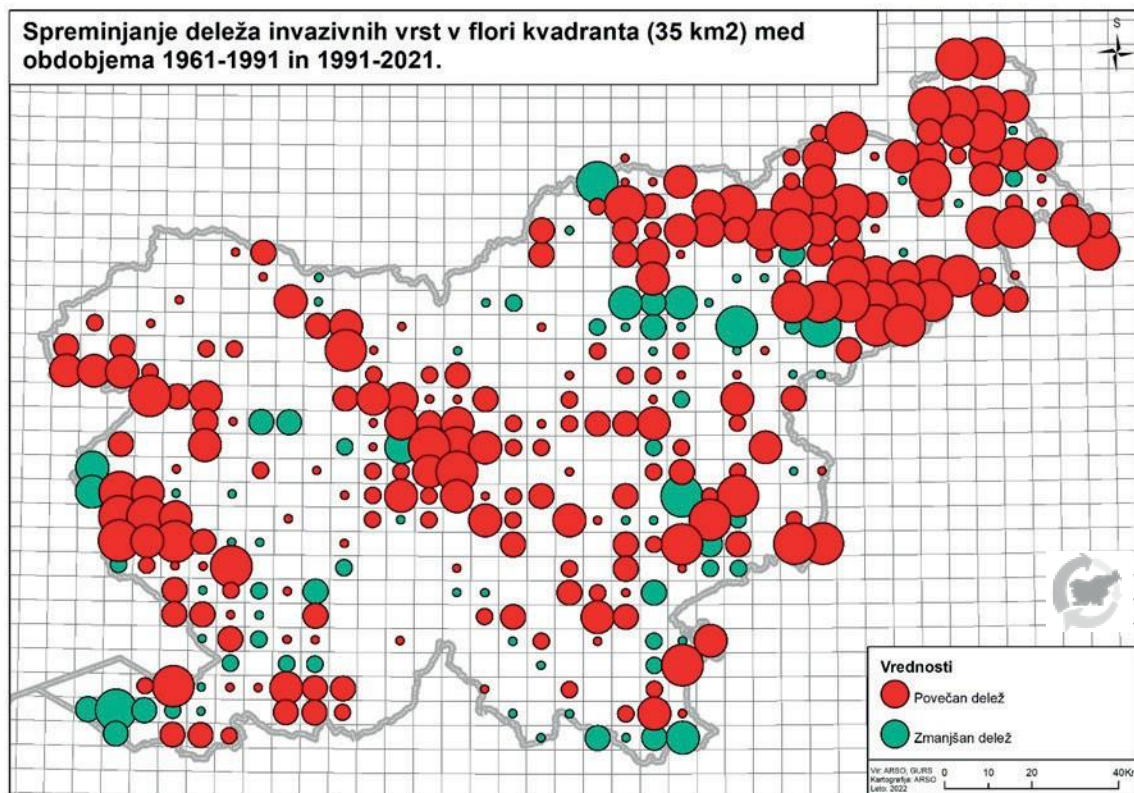 Spreminjanje deleža invazivnih vrst v flori kvadranta (35 km2) med
obdobjema 1961-1991 in 1991-2021.
S
Vrednosti
Povečan delež
Zmanjšan delež
Vir: ARSO, GURS
Kartografija: ARSO
Leto: 2022
0 10 20 40Km